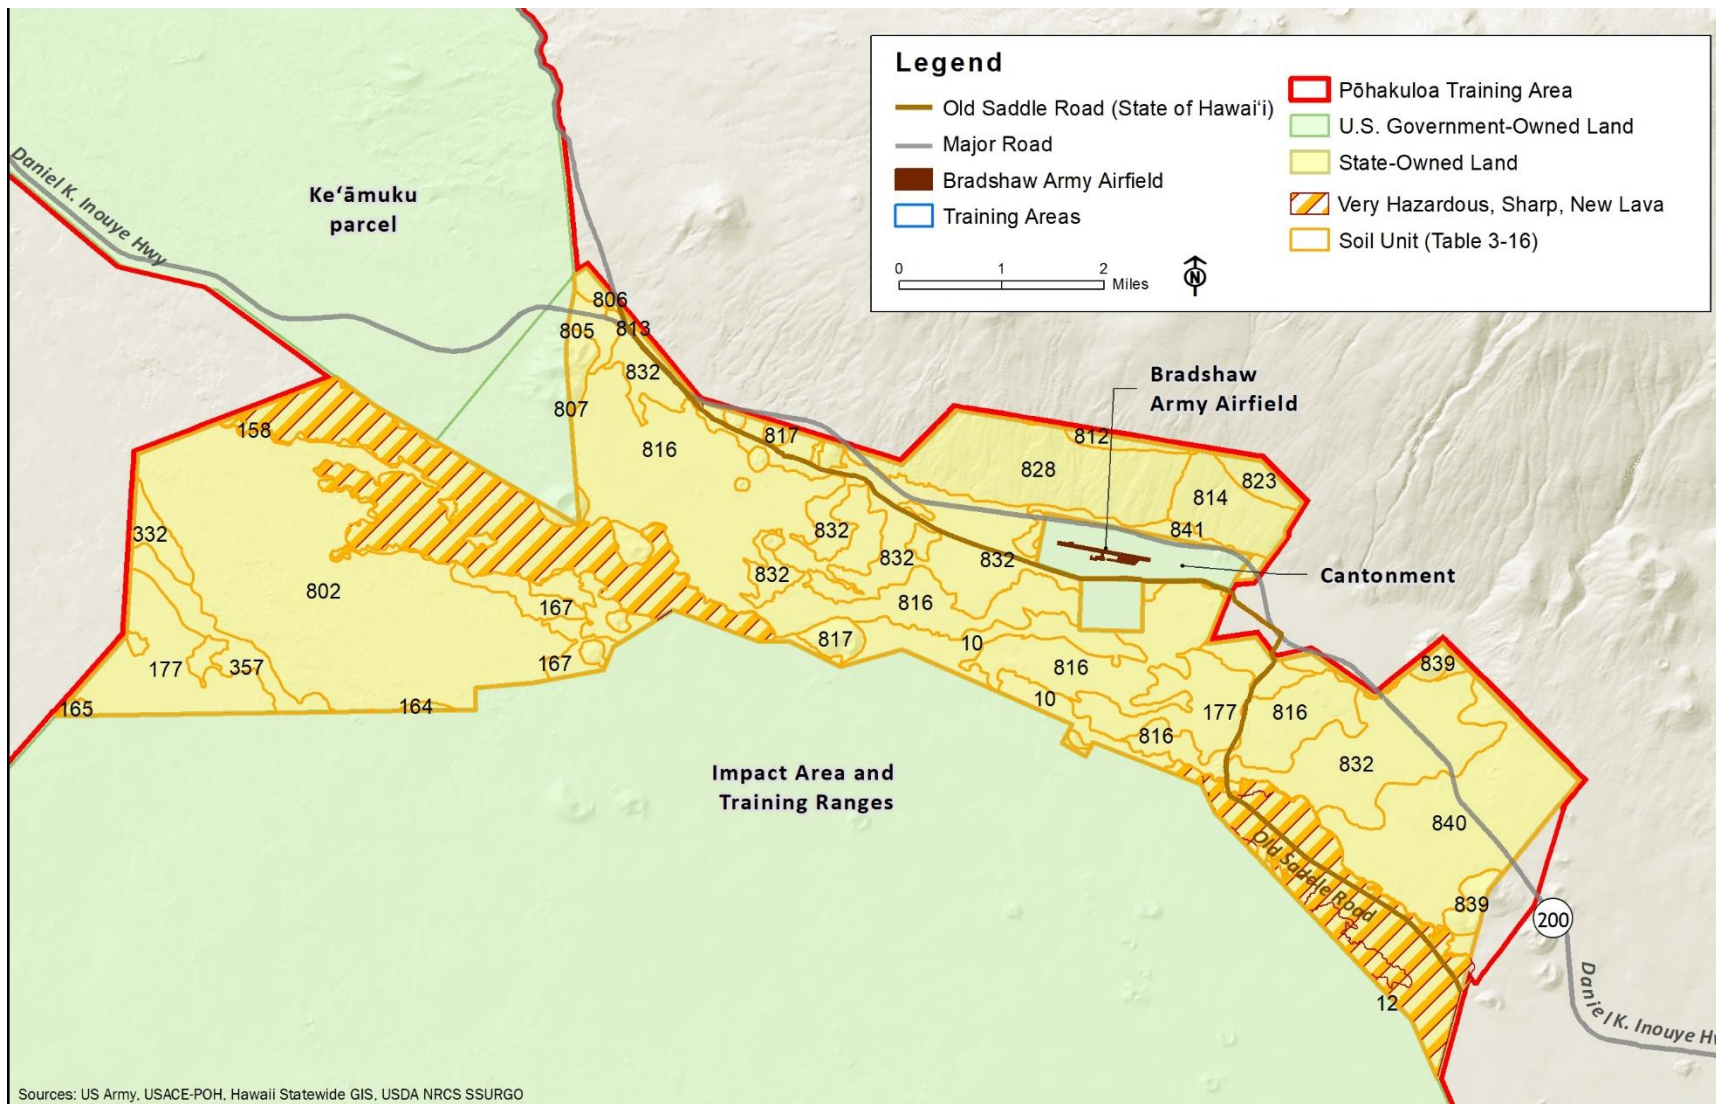 Legend
Old Saddle Road (State of Hawai‘i)
Major Road
Bradshaw Army Airfield
Training Areas
0 1 2 Miles
N
Pōhakuloa Training Area
U.S. Government-Owned Land
State-Owned Land
Very Hazardous, Sharp, New Lava
Soil Unit (Table 3-16)
Daniel K. Inouye Hwy
Ke‘āmuku
parcel
806
805
813
832
807
158
816
817
812
828
823
814
841
Bradshaw
Army Airfield
Cantonment
332
832
832
832
832
802
167
816
817
10
167
816
177
357
10
177
816
839
165
164
816
832
Impact Area and
Training Ranges
840
Old Saddle Road
839
200
12
Daniel K. Inouye Hw
Sources: US Army, USACE-POH, Hawaii Statewide GIS, USDA NRCS SSURGO